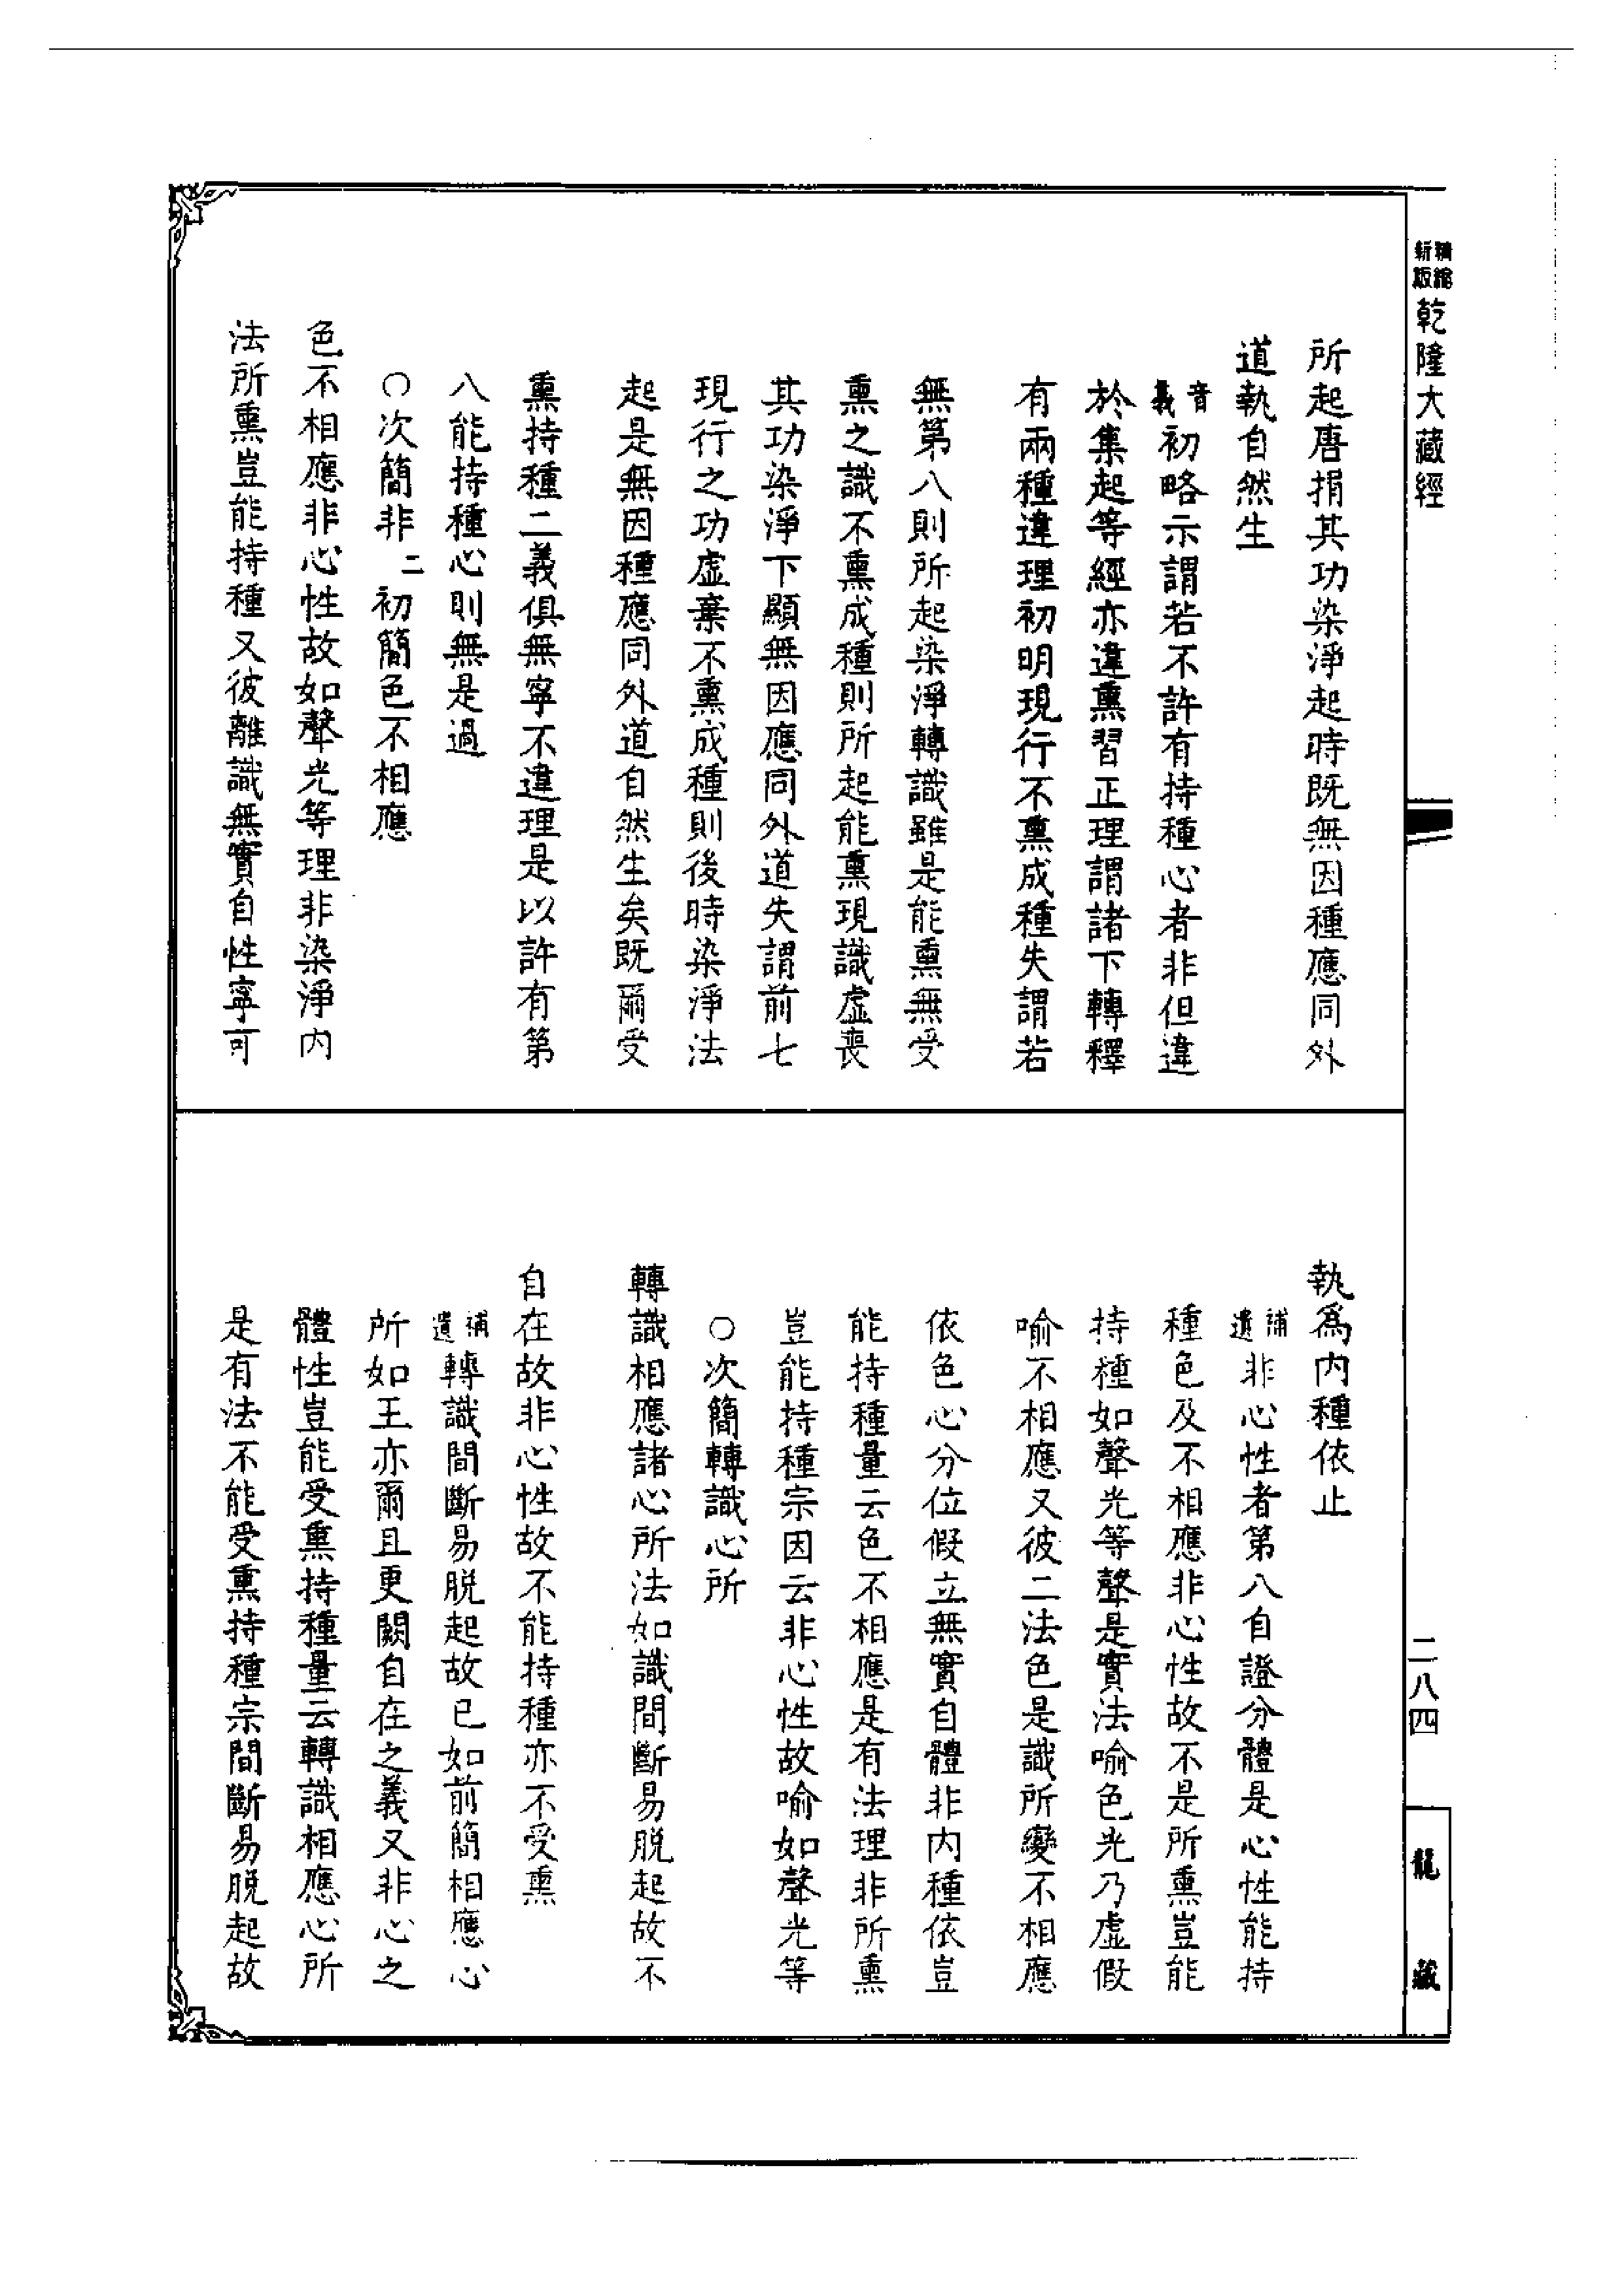 精縮
新版
乾隆大藏經
所起唐捐其功染淨起時既無因種應同外
道執自然生
音義初略示謂若不許有持種心者非但違
於集起等經亦違熏習正理謂諸下轉釋
有兩種違理初明現行不熏成種失謂若
無第八則所起染淨轉識雖是能熏無受
熏之識不熏成種則所起能熏現識虛喪
其功染淨下顯無因應同外道失謂前七
現行之功虛棄不熏成種則後時染淨法
起是無因種應同外道自然生矣既爾受
熏持種二義俱無寧不違理是以許有第
八能持種心則無是過
○次簡非二初簡色不相應
色不相應非心性故如聲光等理非染淨內
法所熏豈能持種又彼離識無實自性寧可
執為內種依止
補遺非心性者第八自證分體是心性能持
種色及不相應非心性故不是所熏豈能
持種如聲光等聲是實法喻色光乃虛假
喻不相應又彼二法色是識所變不相應
依色心分位假立無實自體非內種依豈
能持種量云色不相應是有法理非所熏
豈能持種宗因云非心性故喻如聲光等
○次簡轉識心所
轉識相應諸心所法如識間斷易脫起故不
自在故非心性故不能持種亦不受熏
補遺轉識間斷易脫起故已如前簡相應心
所如王亦爾且更闕自在之義又非心之
體性豈能受熏持種量云轉識相應心所
是有法不能受熏持種宗間斷易脫起故
二八四
龍藏